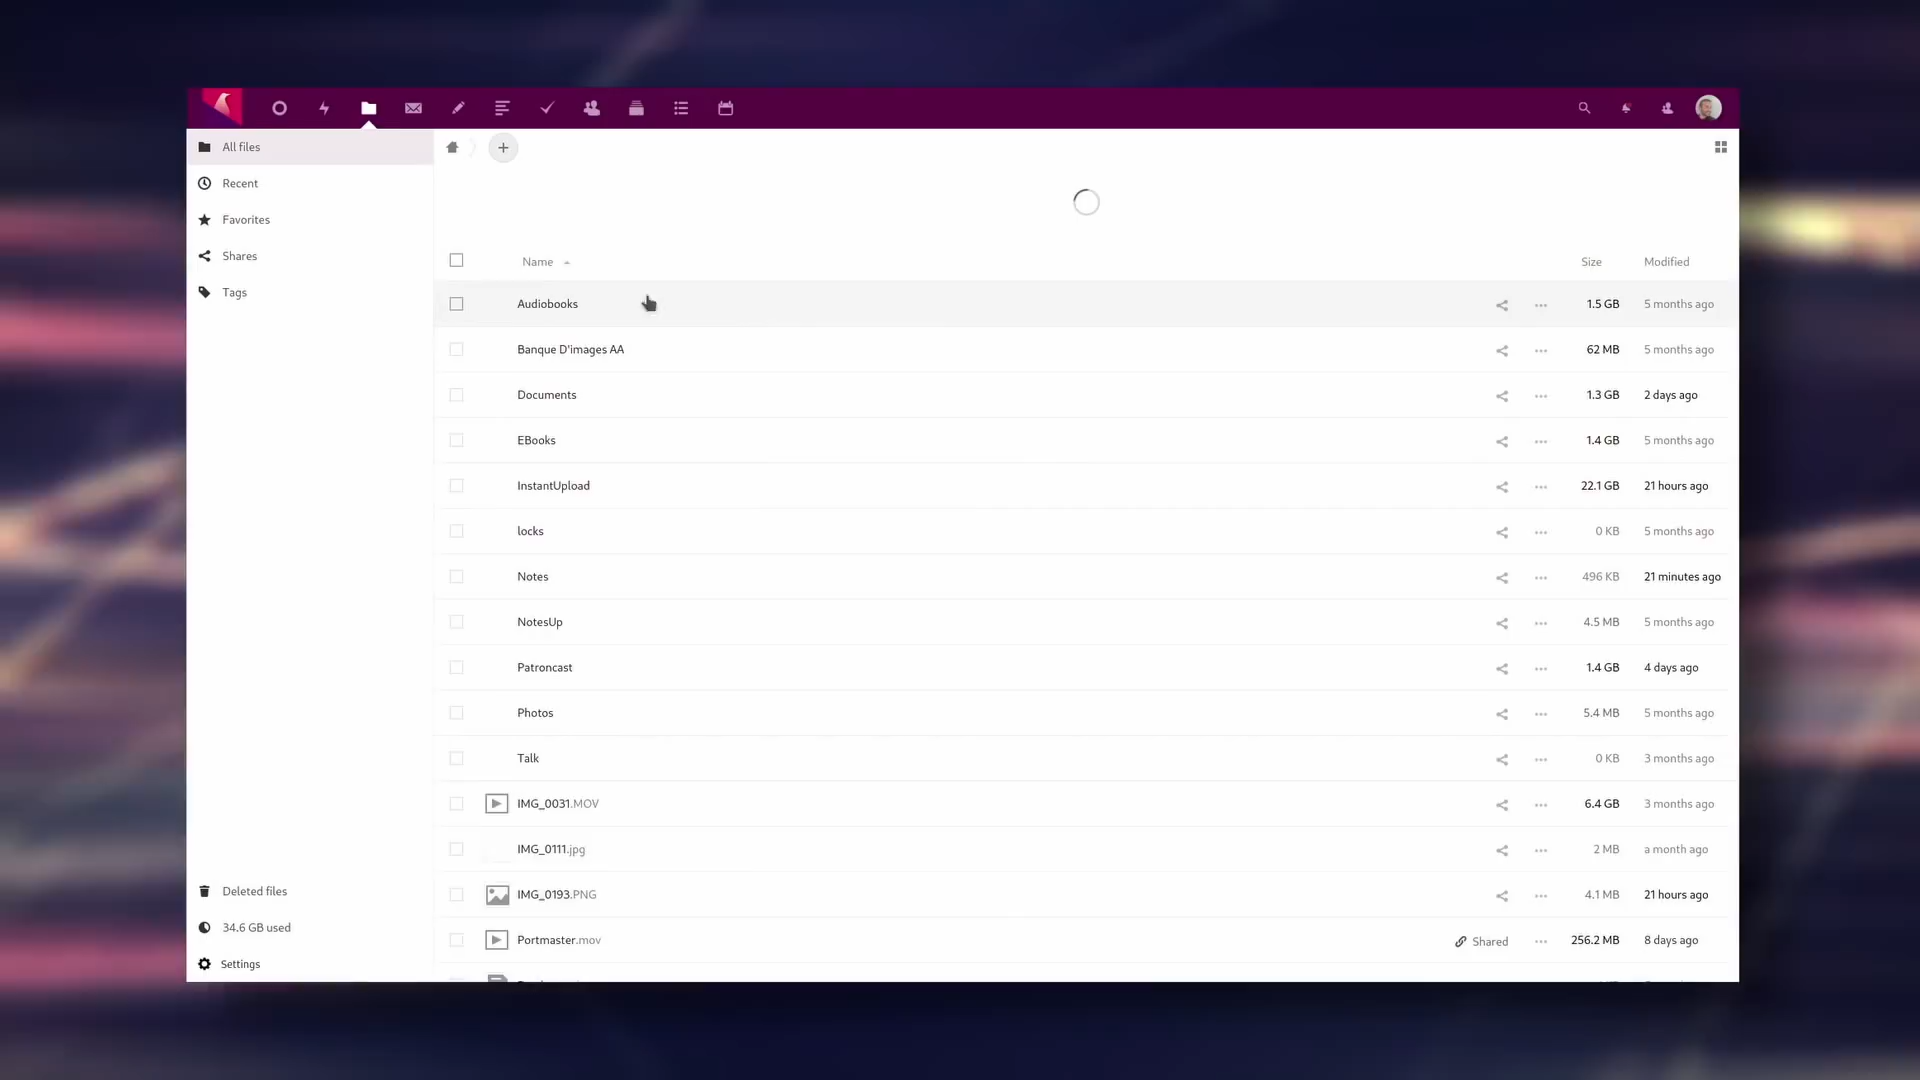 All files
Recent
Favorites
Shares
Tags
Deleted files
34.6 GB used
Settings
Name Size Modified
Audiobooks 1.5 GB 5 months ago
Banque D'images AA 62 MB 5 months ago
Documents 1.3 GB 2 days ago
EBooks 1.4 GB 5 months ago
InstantUpload 22.1 GB 21 hours ago
locks 0 KB 5 months ago
Notes 496 KB 21 minutes ago
NotesUp 4.5 MB 5 months ago
Patroncast 1.4 GB 4 days ago
Photos 5.4 MB 5 months ago
Talk 0 KB 3 months ago
IMG_0031.MOV 6.4 GB 3 months ago
IMG_0111.jpg 2 MB a month ago
IMG_0193.PNG 4.1 MB 21 hours ago
Portmaster.mov Shared 256.2 MB 8 days ago